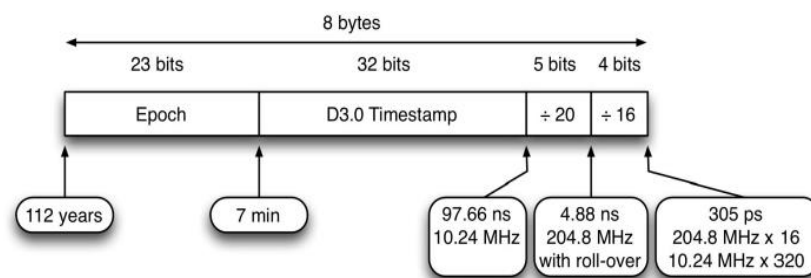 8 bytes
23 bits 32 bits 5 bits 4 bits
Epoch D3.0 Timestamp ÷ 20 ÷ 16
112 years 7 min 97.66 ns 4.88 ns 305 ps
10.24 MHz 204.8 MHz 204.8 MHz x 16
with roll-over 10.24 MHz x 320